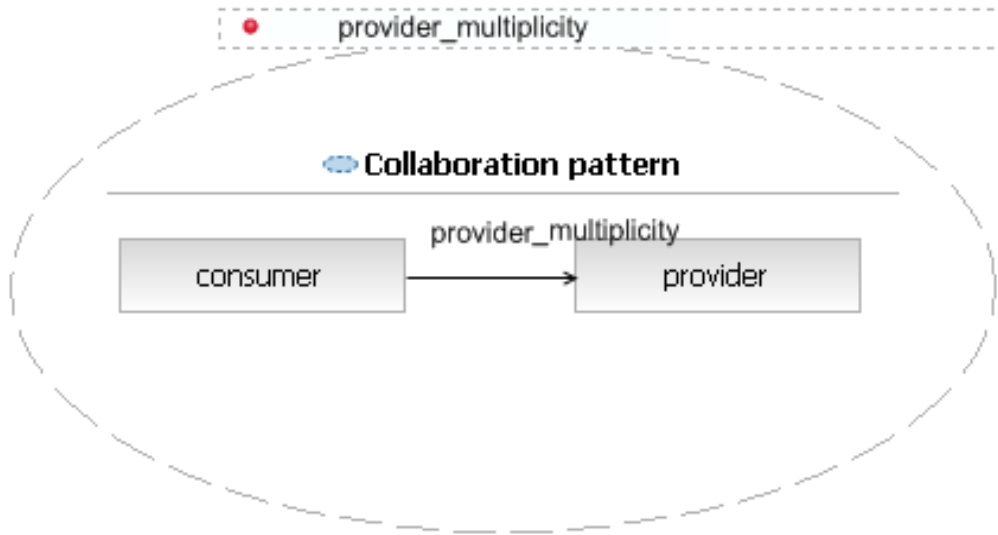 provider_multiplicity
Collaboration pattern
provider_multiplicity
consumer
provider